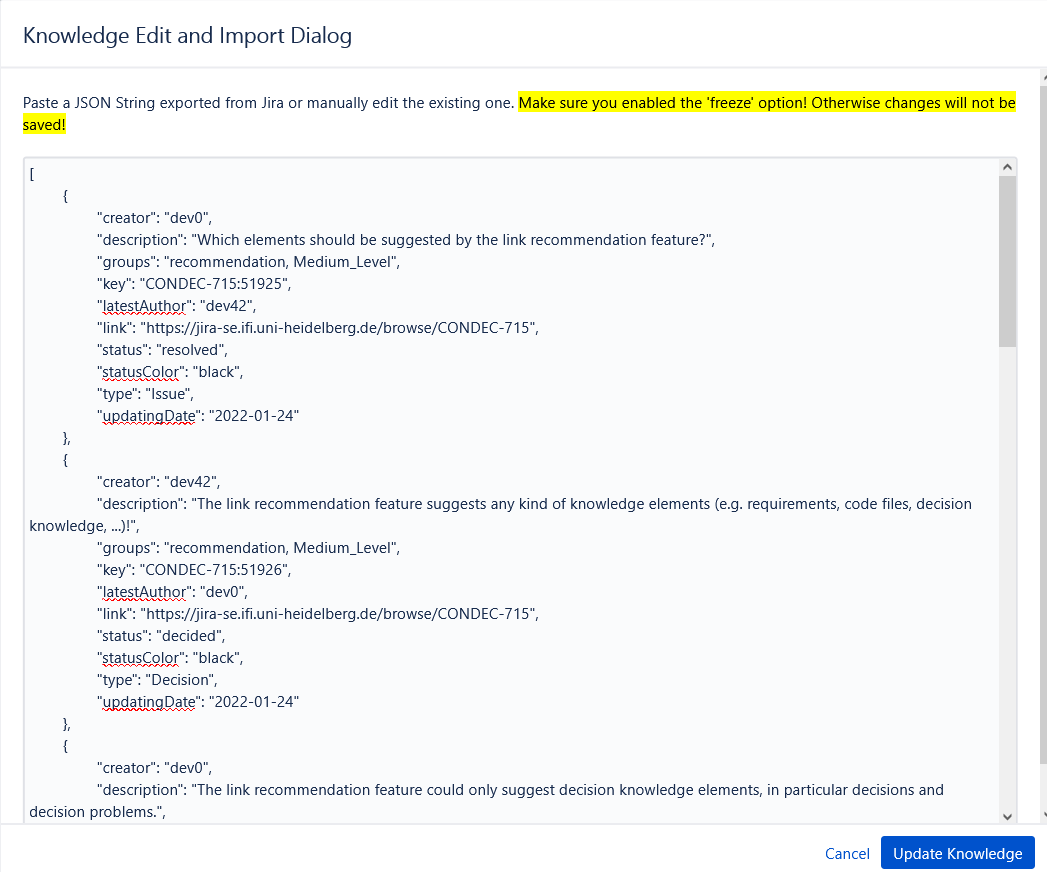 Knowledge Edit and Import Dialog
Paste a JSON String exported from Jira or manually edit the existing one. Make sure you enabled the 'freeze' option! Otherwise changes will not be
saved!
[
{
"creator": "dev0",
"description": "Which elements should be suggested by the link recommendation feature?",
"groups": "recommendation, Medium_Level",
"key": "CONDEC-715:51925",
"latestAuthor": "dev42",
"link": "https://jira-se.ifi.uni-heidelberg.de/browse/CONDEC-715",
"status": "resolved",
"statusColor": "black",
"type": "Issue",
"updatingDate": "2022-01-24"
},
{
"creator": "dev42",
"description": "The link recommendation feature suggests any kind of knowledge elements (e.g. requirements, code files, decision
knowledge, ...)!",
"groups": "recommendation, Medium_Level",
"key": "CONDEC-715:51926",
"latestAuthor": "dev0",
"link": "https://jira-se.ifi.uni-heidelberg.de/browse/CONDEC-715",
"status": "decided",
"statusColor": "black",
"type": "Decision",
"updatingDate": "2022-01-24"
},
{
"creator": "dev0",
"description": "The link recommendation feature could only suggest decision knowledge elements, in particular decisions and
decision problems.",
Cancel Update Knowledge